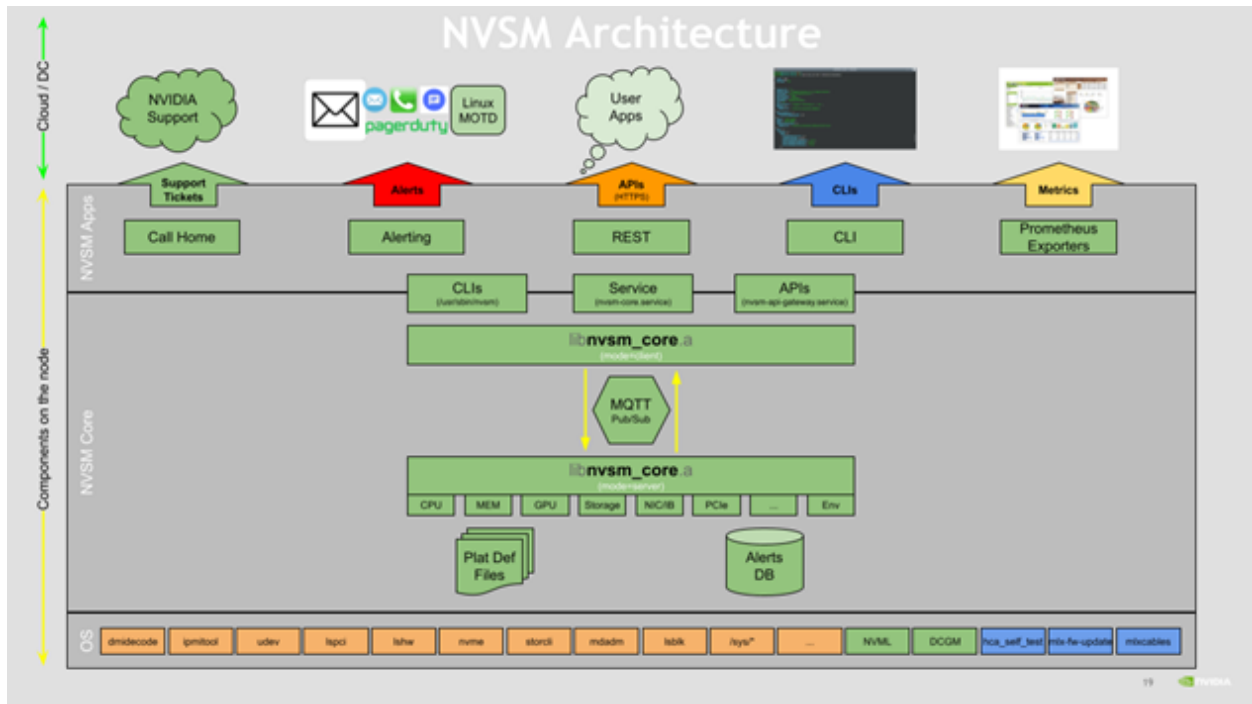 NVSM Architecture
Cloud / DC
NVIDIA
Support
pagerduty
Linux
MOTD
User
Apps
Support
Tickets
Alerts
APIs
(HTTPS)
CLIs
Metrics
NVSM Apps
Call Home
Alerting
REST
CLI
Prometheus
Exporters
CLIs
(/usr/sbin/nvsm)
Service
(nvsm-core.service)
APIs
(nvsm-api-gateway.service)
Components on the node
NVSM Core
libnvsm_core.a
(mode=client)
MQTT
Pub/Sub
libnvsm_core.a
(mode=server)
CPU
MEM
GPU
Storage
NIC/IB
PCIe
...
Env
Plat Def
Files
Alerts
DB
OS
dmidecode
ipmitool
udev
lspci
lshw
nvme
storcli
mdadm
lsblk
/sys/*
...
NVML
DCGM
hca_self_test
mlx-fw-update
mlxcables
19
NVIDIA